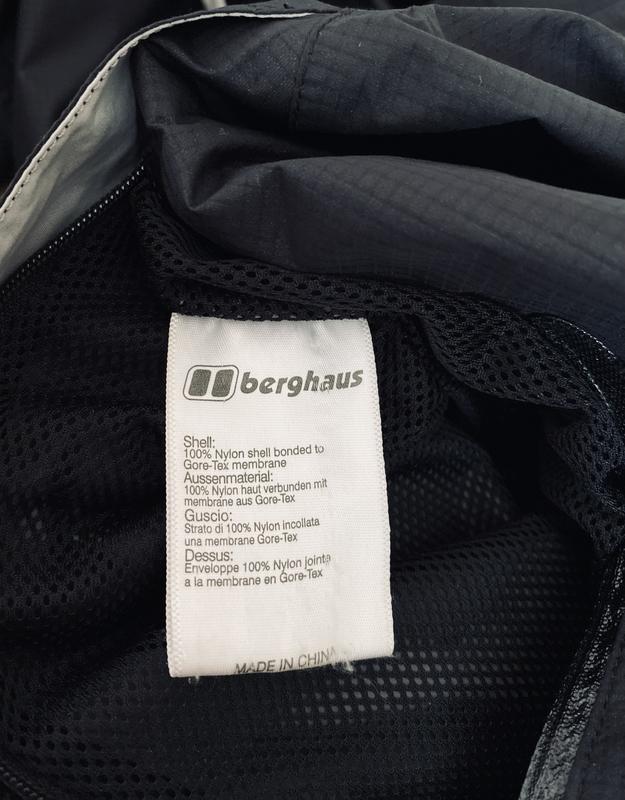 berghaus
Shell:
100% Nylon shell bonded to
Gore-Tex membrane
Aussenmaterial:
100% Nylon haut verbunden mit
membrane aus Gore-Tex
Guscio:
Strato di 100% Nylon incollata
una membrane Gore-Tex
Dessus:
Enveloppe 100% Nylon jointe
a la membrane en Gore-Tex
MADE IN CHINA